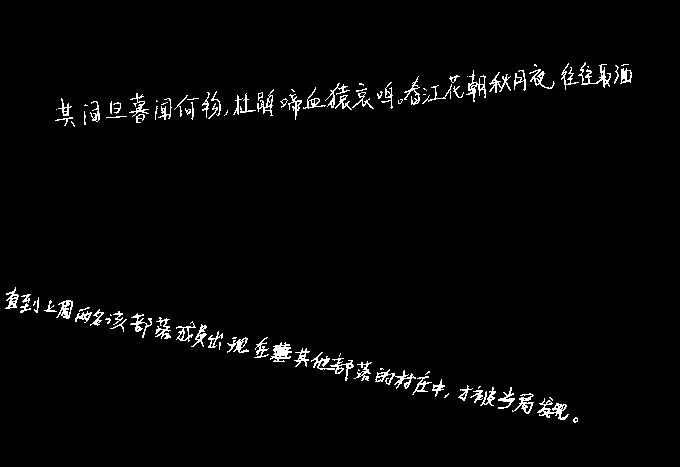 其间旦暮闻何物,杜鹃啼血猿哀鸣。春江花朝秋月夜,往往取酒
直到上周两名该部落成员出现在其他部落的村庄中,才被当局发现。